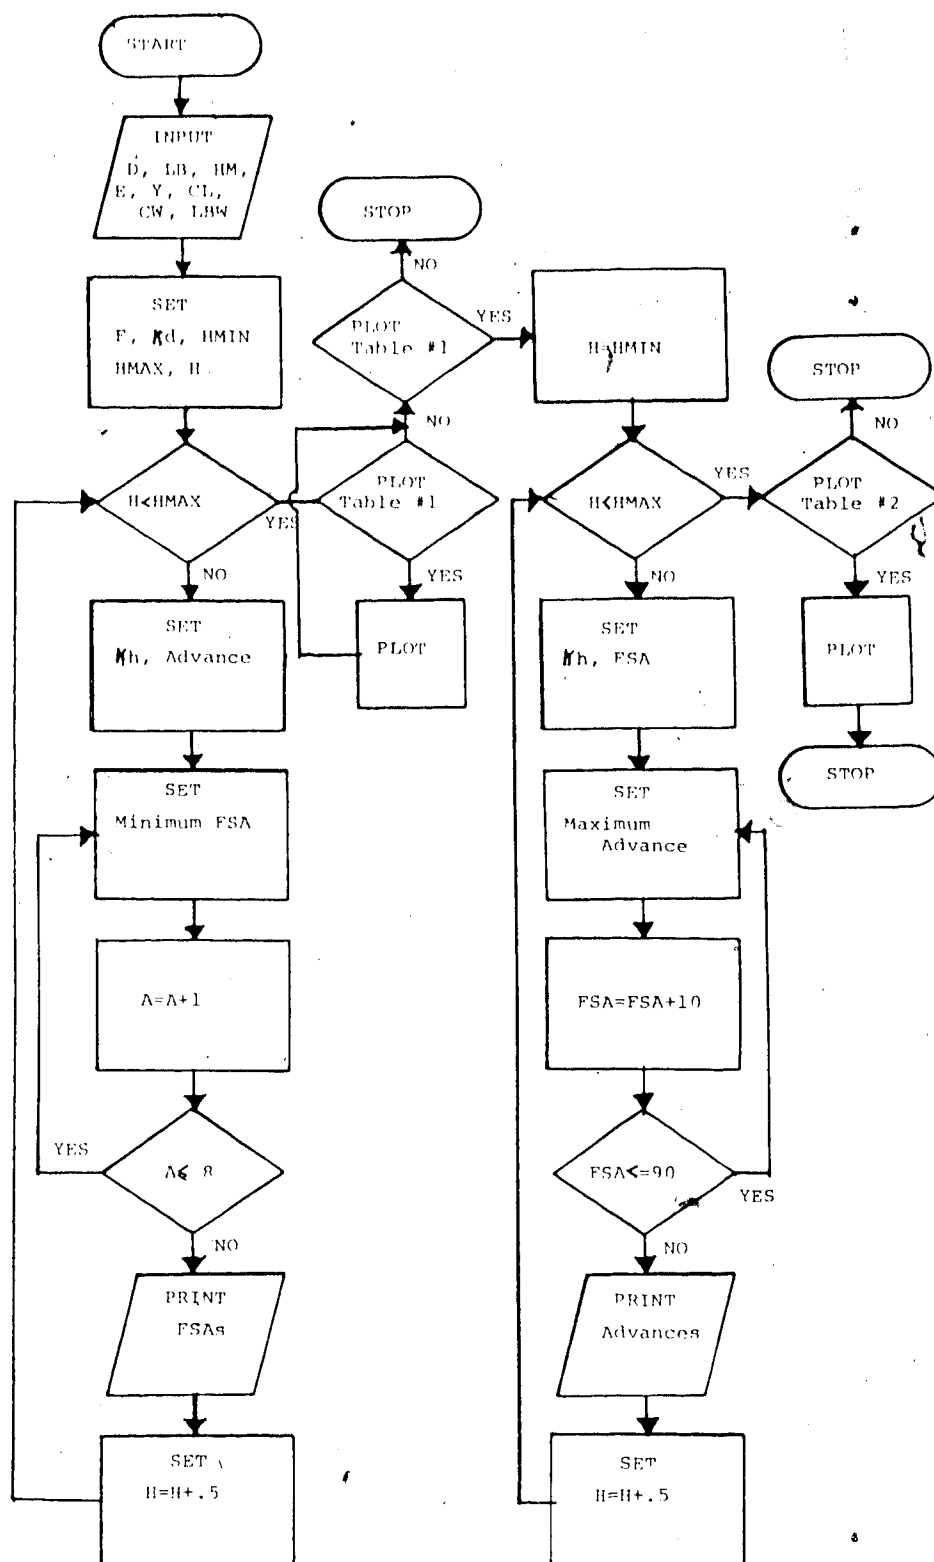 START
INPUT
D, LB, HM,
E, Y, CL,
CW, LBW
SET
F, Kd, HMIN
HMAX, H
H<HMAX
YES
NO
SET
Kh, Advance
SET
Minimum FSA
A=A+1
A≤ 8
YES
NO
PRINT
FSAs
SET
H=H+.5
STOP
NO
PLOT
Table #1
YES
NO
PLOT
Table #1
YES
PLOT
H=HMIN
H<HMAX
YES
NO
SET
Kh, FSA
SET
Maximum
Advance
FSA=FSA+10
FSA<=90
YES
NO
PRINT
Advances
SET
H=H+.5
STOP
NO
PLOT
Table #2
YES
PLOT
STOP